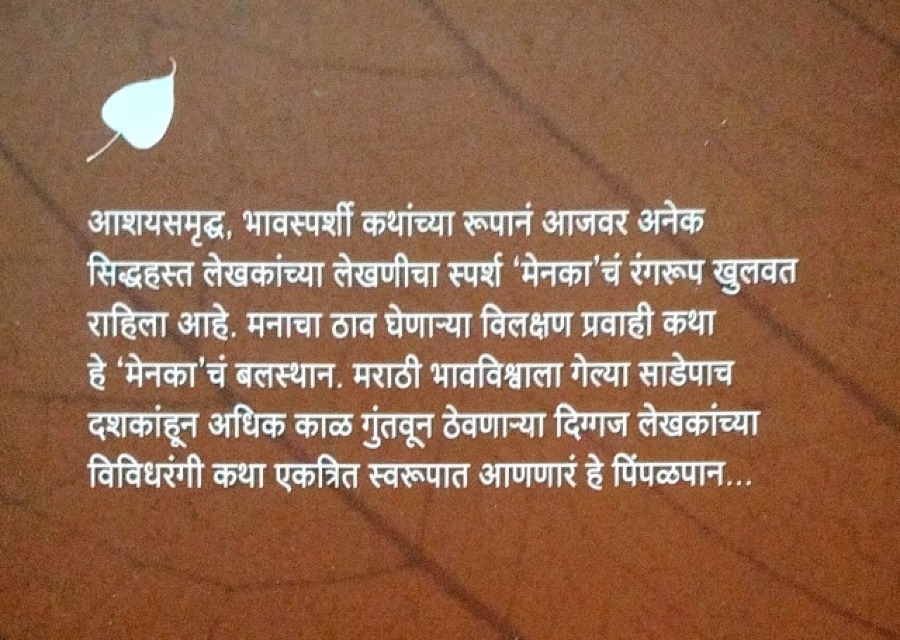 आशयसमृद्ध, भावस्पर्शी कथांच्या रूपानं आजवर अनेक
सिद्धहस्त लेखकांच्या लेखणीचा स्पर्श ‘मेनका’चं रंगरूप खुलवत
राहिला आहे. मनाचा ठाव घेणाऱ्या विलक्षण प्रवाही कथा
हे ‘मेनका’चं बलस्थान. मराठी भावविश्वाला गेल्या साडेपाच
दशकांहून अधिक काळ गुंतवून ठेवणाऱ्या दिग्गज लेखकांच्या
विविधरंगी कथा एकत्रित स्वरूपात आणणारं हे पिंपळपान...